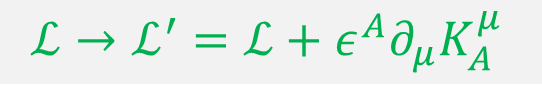 ℒ → ℒ′ = ℒ + ϵ^A ∂_μ K_A^μ